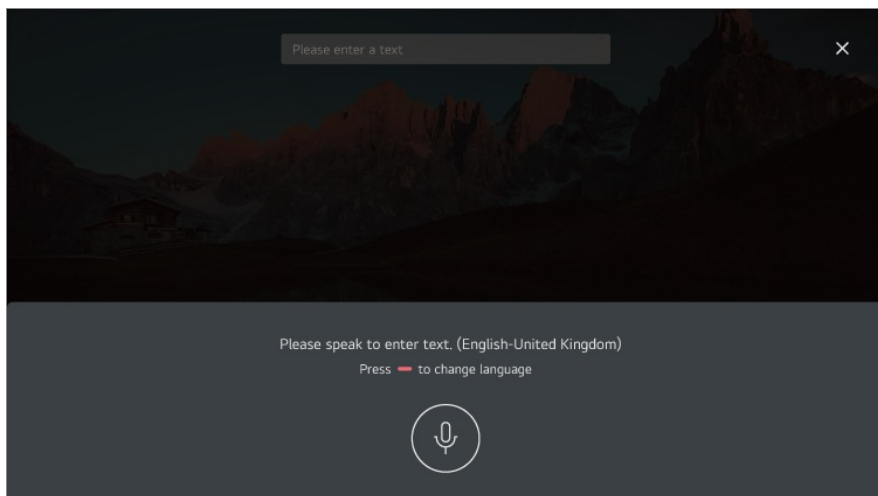 Please enter a text
Please speak to enter text. (English-United Kingdom)
Press to change language